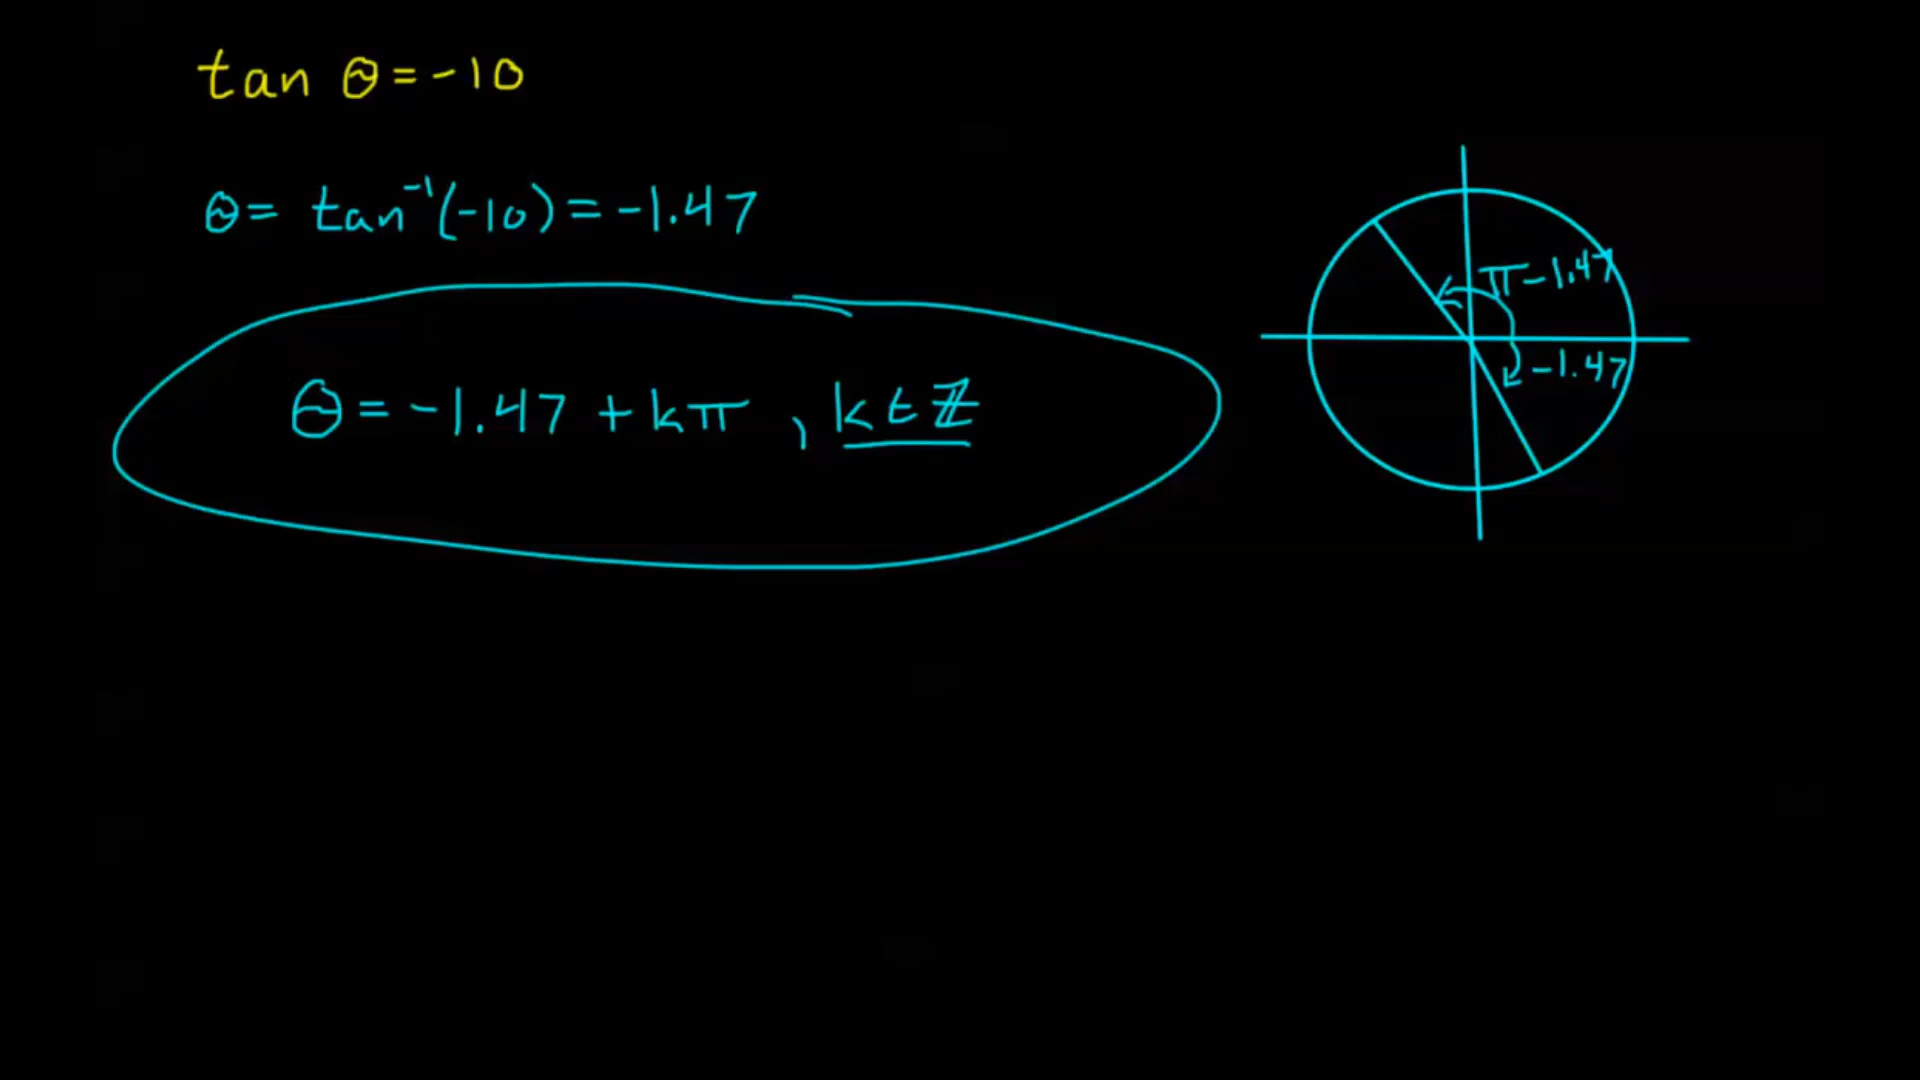 tan θ = -10
θ = tan⁻¹(-10) = -1.47
θ = -1.47 + kπ , k ∈ ℤ
π - 1.47
-1.47